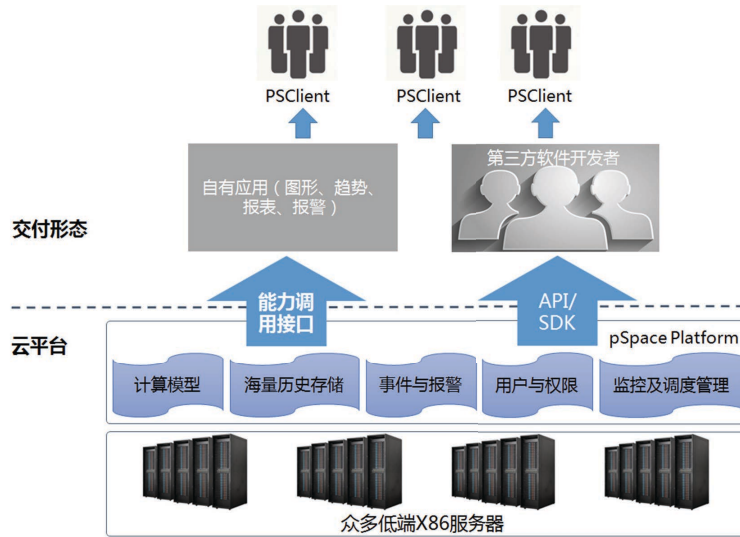 PSClient
PSClient
PSClient
自有应用（图形、趋势、
报表、报警）
第三方软件开发者
交付形态
能力调
用接口
API/
SDK
云平台
pSpace Platform
计算模型
海量历史存储
事件与报警
用户与权限
监控及调度管理
众多低端X86服务器